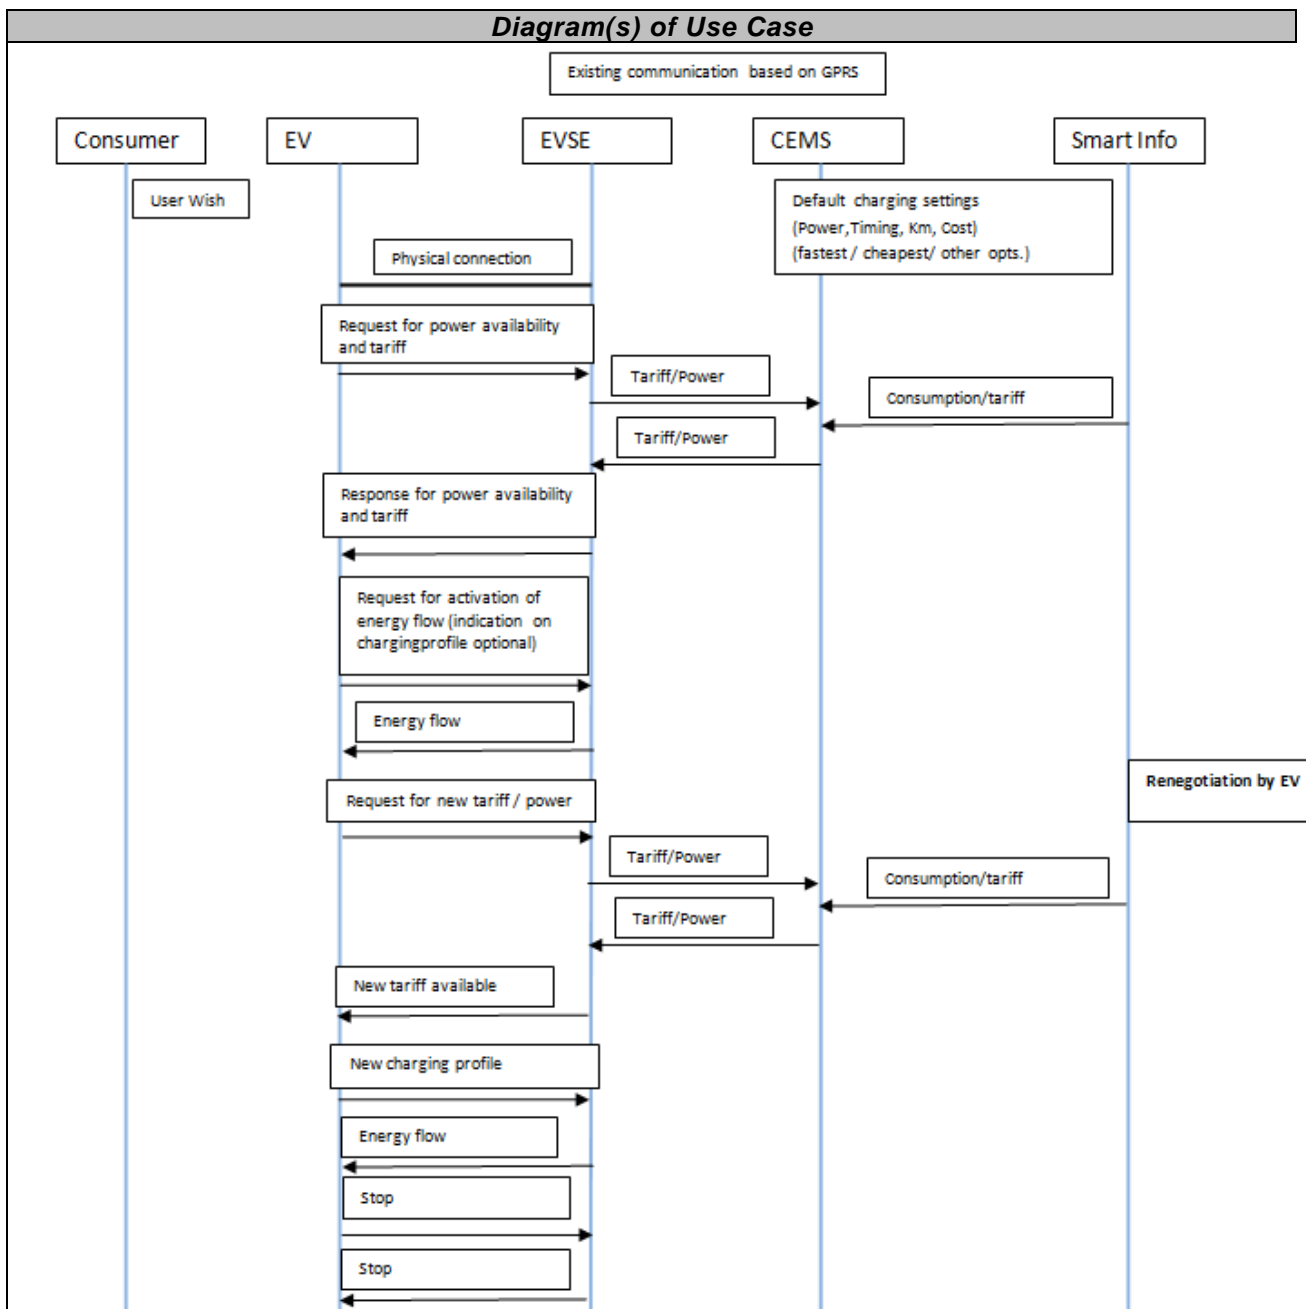 Diagram(s) of Use Case
Existing communication based on GPRS
Consumer
EV
EVSE
CEMS
Smart Info
User Wish
Default charging settings
(Power,Timing, Km, Cost)
(fastest / cheapest/ other opts.)
Physical connection
Request for power availability
and tariff
Tariff/Power
Consumption/tariff
Tariff/Power
Response for power availability
and tariff
Request for activation of
energy flow (indication on
chargingprofile optional)
Energy flow
Renegotiation by EV
Request for new tariff / power
Tariff/Power
Consumption/tariff
Tariff/Power
New tariff available
New charging profile
Energy flow
Stop
Stop